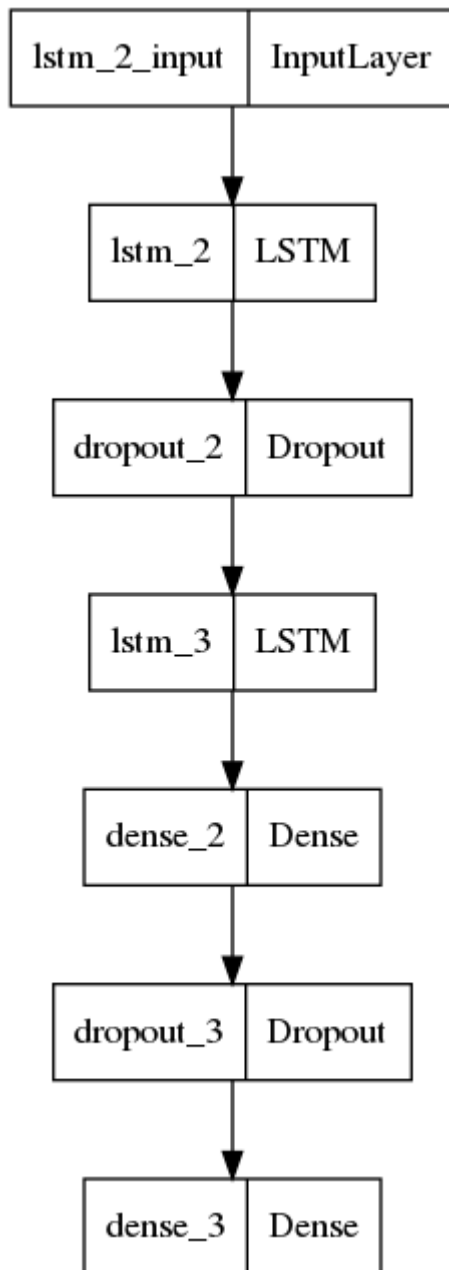 lstm_2_input InputLayer
lstm_2 LSTM
dropout_2 Dropout
lstm_3 LSTM
dense_2 Dense
dropout_3 Dropout
dense_3 Dense